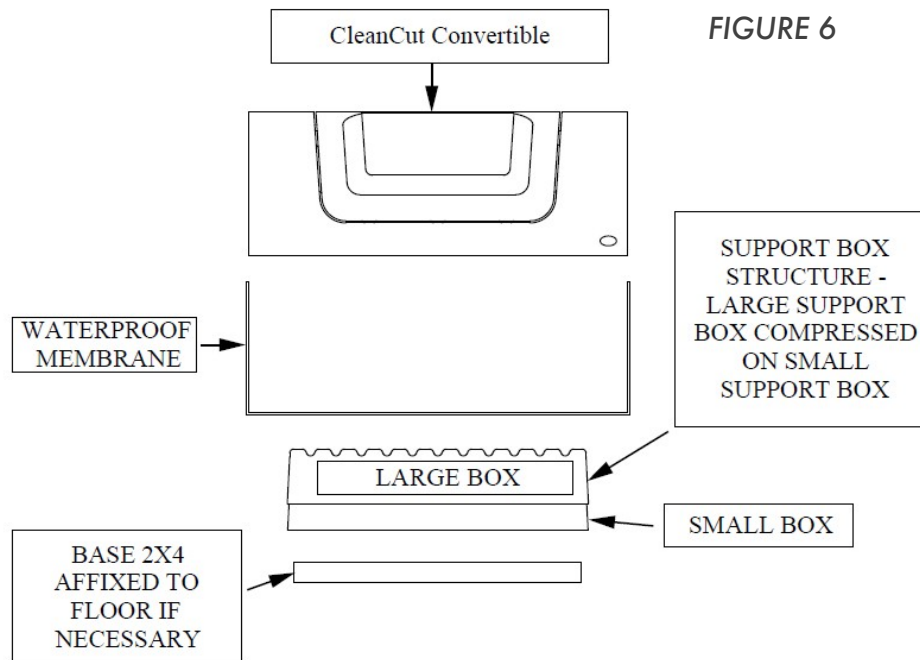 CleanCut Convertible
FIGURE 6
WATERPROOF
MEMBRANE
SUPPORT BOX
STRUCTURE -
LARGE SUPPORT
BOX COMPRESSED
ON SMALL
SUPPORT BOX
LARGE BOX
SMALL BOX
BASE 2X4
AFFIXED TO
FLOOR IF
NECESSARY